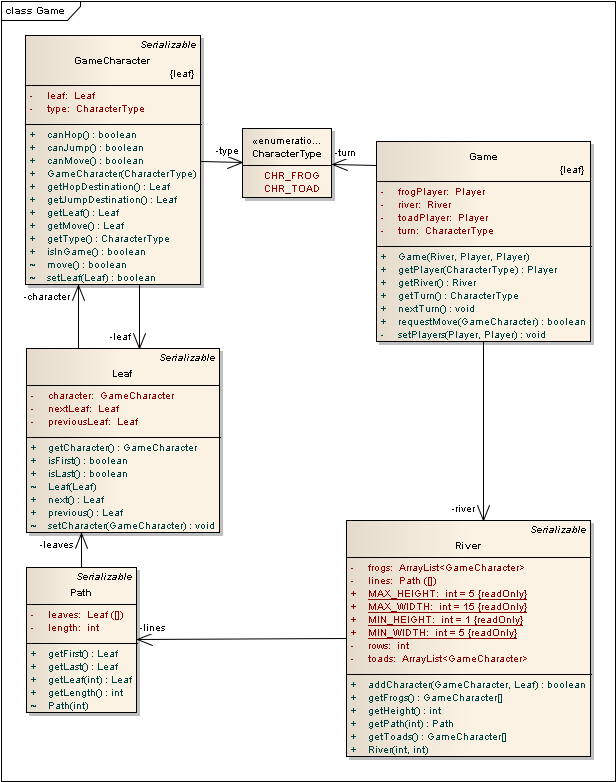 class Game
Serializable
GameCharacter
{leaf}
- leaf: Leaf
- type: CharacterType
+ canHop() : boolean
+ canJump() : boolean
+ canMove() : boolean
+ GameCharacter(CharacterType)
+ getHopDestination() : Leaf
+ getJumpDestination() : Leaf
+ getLeaf() : Leaf
+ getMove() : Leaf
+ getType() : CharacterType
+ isInGame() : boolean
~ move() : boolean
~ setLeaf(Leaf) : boolean
-type
«enumeratio...
CharacterType
CHR_FROG
CHR_TOAD
-turn
Game
{leaf}
- frogPlayer: Player
- river: River
- toadPlayer: Player
- turn: CharacterType
+ Game(River, Player, Player)
+ getPlayer(CharacterType) : Player
+ getRiver() : River
+ getTurn() : CharacterType
+ nextTurn() : void
+ requestMove(GameCharacter) : boolean
- setPlayers(Player, Player) : void
-character
-leaf
Serializable
Leaf
- character: GameCharacter
- nextLeaf: Leaf
- previousLeaf: Leaf
+ getCharacter() : GameCharacter
+ isFirst() : boolean
+ isLast() : boolean
~ Leaf(Leaf)
+ next() : Leaf
+ previous() : Leaf
~ setCharacter(GameCharacter) : void
-leaves
-river
Serializable
Path
- leaves: Leaf ([])
- length: int
+ getFirst() : Leaf
+ getLast() : Leaf
+ getLeaf(int) : Leaf
+ getLength() : int
~ Path(int)
-lines
Serializable
River
- frogs: ArrayList<GameCharacter>
- lines: Path ([])
+ MAX_HEIGHT: int = 5 {readOnly}
+ MAX_WIDTH: int = 15 {readOnly}
+ MIN_HEIGHT: int = 1 {readOnly}
+ MIN_WIDTH: int = 5 {readOnly}
- rows: int
- toads: ArrayList<GameCharacter>
+ addCharacter(GameCharacter, Leaf) : boolean
+ getFrogs() : GameCharacter[]
+ getHeight() : int
+ getPath(int) : Path
+ getToads() : GameCharacter[]
+ River(int, int)